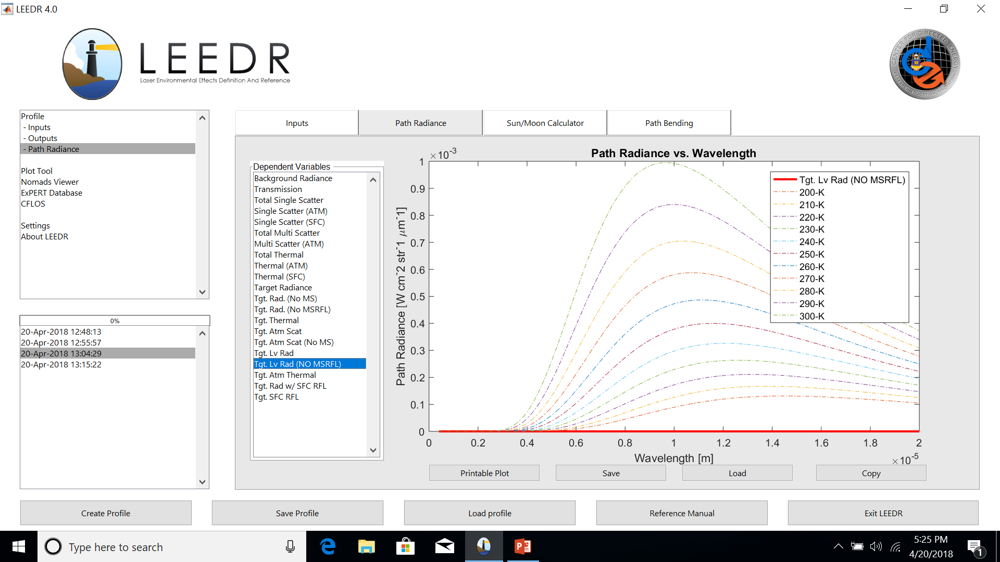 LEEDR 4.0
LEEDR
Laser Environmental Effects Definition And Reference
CENTER FOR DIRECTED ENERGY
RESEARCH EDUCATION INNOVATION
Profile
- Inputs
- Outputs
- Path Radiance
Plot Tool
Nomads Viewer
ExPERT Database
CFLOS
Settings
About LEEDR
0%
20-Apr-2018 12:48:13
20-Apr-2018 12:55:57
20-Apr-2018 13:04:29
20-Apr-2018 13:15:22
Inputs
Path Radiance
Sun/Moon Calculator
Path Bending
Dependent Variables
Background Radiance
Transmission
Total Single Scatter
Single Scatter (ATM)
Single Scatter (SFC)
Total Multi Scatter
Multi Scatter (ATM)
Total Thermal
Thermal (ATM)
Thermal (SFC)
Target Radiance
Tgt. Rad. (No MS)
Tgt. Rad. (No MSRFL)
Tgt. Thermal
Tgt. Atm Scat
Tgt. Atm Scat (No MS)
Tgt. Lv Rad
Tgt. Lv Rad (NO MSRFL)
Tgt. Atm Thermal
Tgt. Rad w/ SFC RFL
Tgt. SFC RFL
Path Radiance vs. Wavelength
×10-3
1
0.9
0.8
0.7
0.6
0.5
0.4
0.3
0.2
0.1
0
Path Radiance [W cm-2 str-1 μm-1]
Tgt. Lv Rad (NO MSRFL)
200-K
210-K
220-K
230-K
240-K
250-K
260-K
270-K
280-K
290-K
300-K
0 0.2 0.4 0.6 0.8 1 1.2 1.4 1.6 1.8 2
Wavelength [m]
×10-5
Printable Plot
Save
Load
Copy
Create Profile
Save Profile
Load profile
Reference Manual
Exit LEEDR
Type here to search
5:25 PM
4/20/2018
1